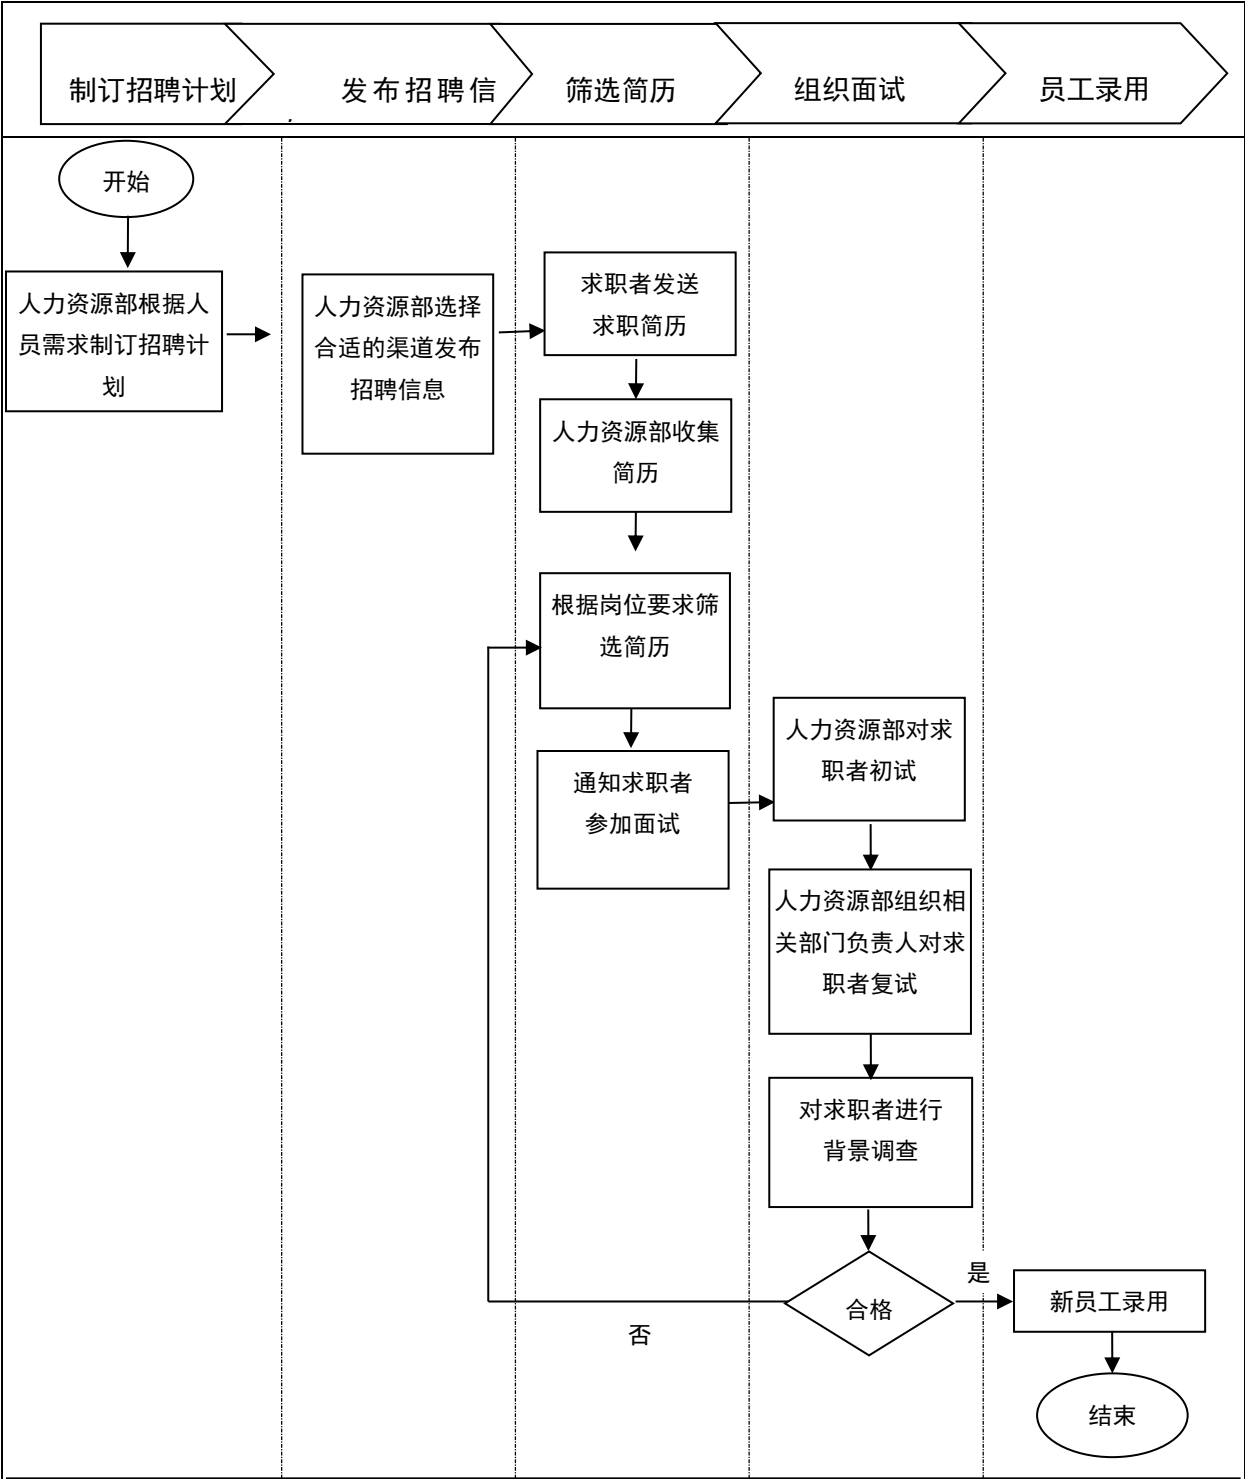 制订招聘计划
发布招聘信
筛选简历
组织面试
员工录用
开始
人力资源部根据人
员需求制订招聘计
划
人力资源部选择
合适的渠道发布
招聘信息
求职者发送
求职简历
人力资源部收集
简历
根据岗位要求筛
选简历
通知求职者
参加面试
人力资源部对求
职者初试
人力资源部组织相
关部门负责人对求
职者复试
对求职者进行
背景调查
合格
是
否
新员工录用
结束